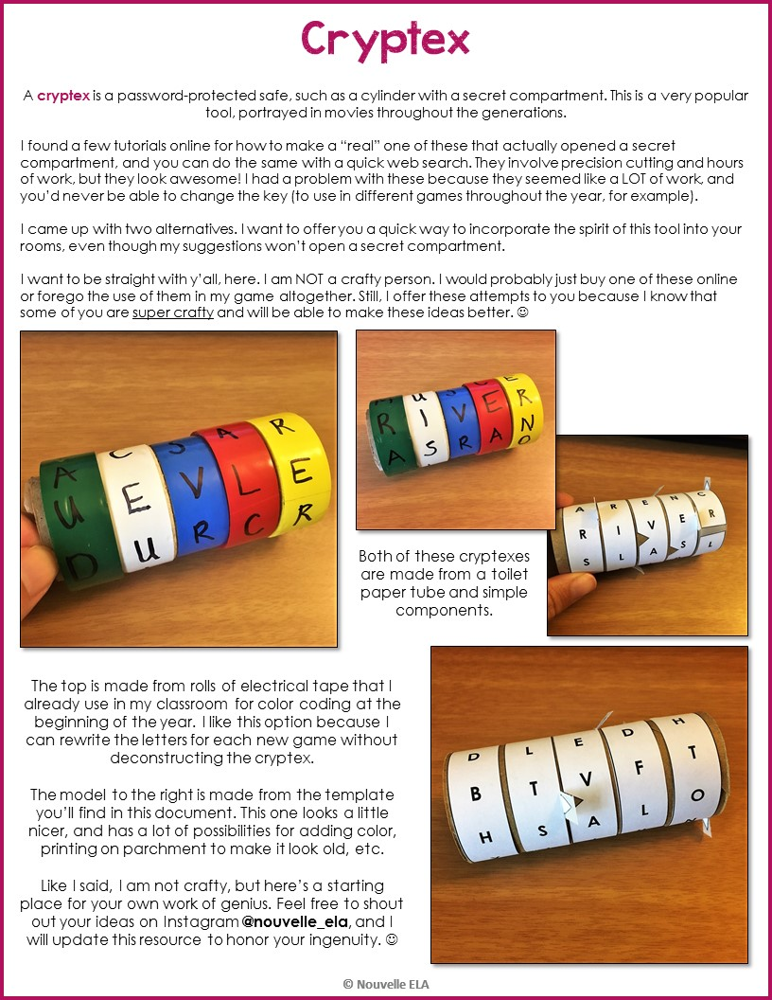 Cryptex
A cryptex is a password-protected safe, such as a cylinder with a secret compartment. This is a very popular
tool, portrayed in movies throughout the generations.
I found a few tutorials online for how to make a “real” one of these that actually opened a secret
compartment, and you can do the same with a quick web search. They involve precision cutting and hours
of work, but they look awesome! I had a problem with these because they seemed like a LOT of work, and
you’d never be able to change the key (to use in different games throughout the year, for example).
I came up with two alternatives. I want to offer you a quick way to incorporate the spirit of this tool into your
rooms, even though my suggestions won’t open a secret compartment.
I want to be straight with y’all, here. I am NOT a crafty person. I would probably just buy one of these online
or forego the use of them in my game altogether. Still, I offer these attempts to you because I know that
some of you are super crafty and will be able to make these ideas better. ☺
A C S A R
U E V L E
D U R C R
U E
R I V E R
A S R A N
O
A R E N C
R I V E R
S L A S L
Both of these cryptexes
are made from a toilet
paper tube and simple
components.
The top is made from rolls of electrical tape that I
already use in my classroom for color coding at the
beginning of the year. I like this option because I
can rewrite the letters for each new game without
deconstructing the cryptex.
The model to the right is made from the template
you’ll find in this document. This one looks a little
nicer, and has a lot of possibilities for adding color,
printing on parchment to make it look old, etc.
Like I said, I am not crafty, but here’s a starting
place for your own work of genius. Feel free to shout
out your ideas on Instagram @nouvelle_ela, and I
will update this resource to honor your ingenuity. ☺
D L E D H
B T V F T
H S A L O
© Nouvelle ELA